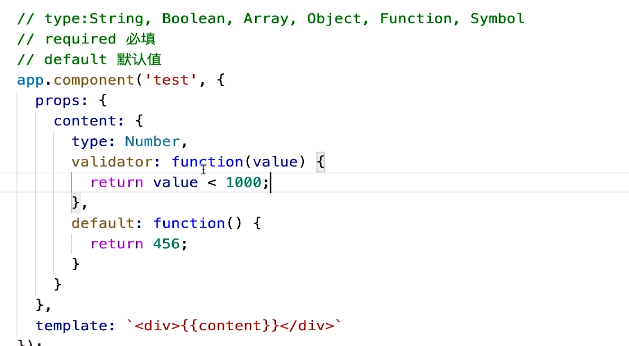 // type:String, Boolean, Array, Object, Function, Symbol
// required 必填
// default 默认值
app.component('test', {
  props: {
    content: {
      type: Number,
      validator: function(value) {
        return value < 1000;
      },
      default: function() {
        return 456;
      }
    }
  },
  template: `<div>{{content}}</div>`
});